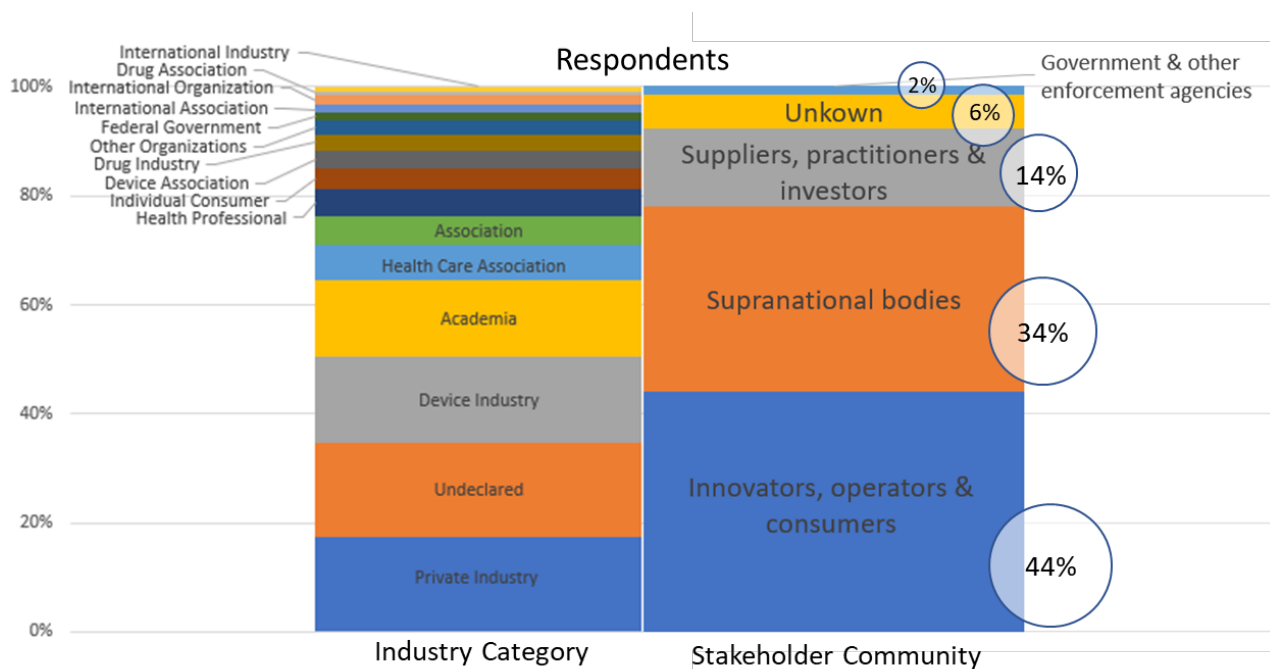 Respondents
International Industry
Drug Association
International Organization
International Association
Federal Government
Other Organizations
Drug Industry
Device Association
Individual Consumer
Health Professional
100%
80%
60%
40%
20%
0%
Association
Health Care Association
Academia
Device Industry
Undeclared
Private Industry
Government & other
enforcement agencies
2%
Unkown
6%
Suppliers, practitioners &
investors
14%
Supranational bodies
34%
Innovators, operators &
consumers
44%
Industry Category
Stakeholder Community